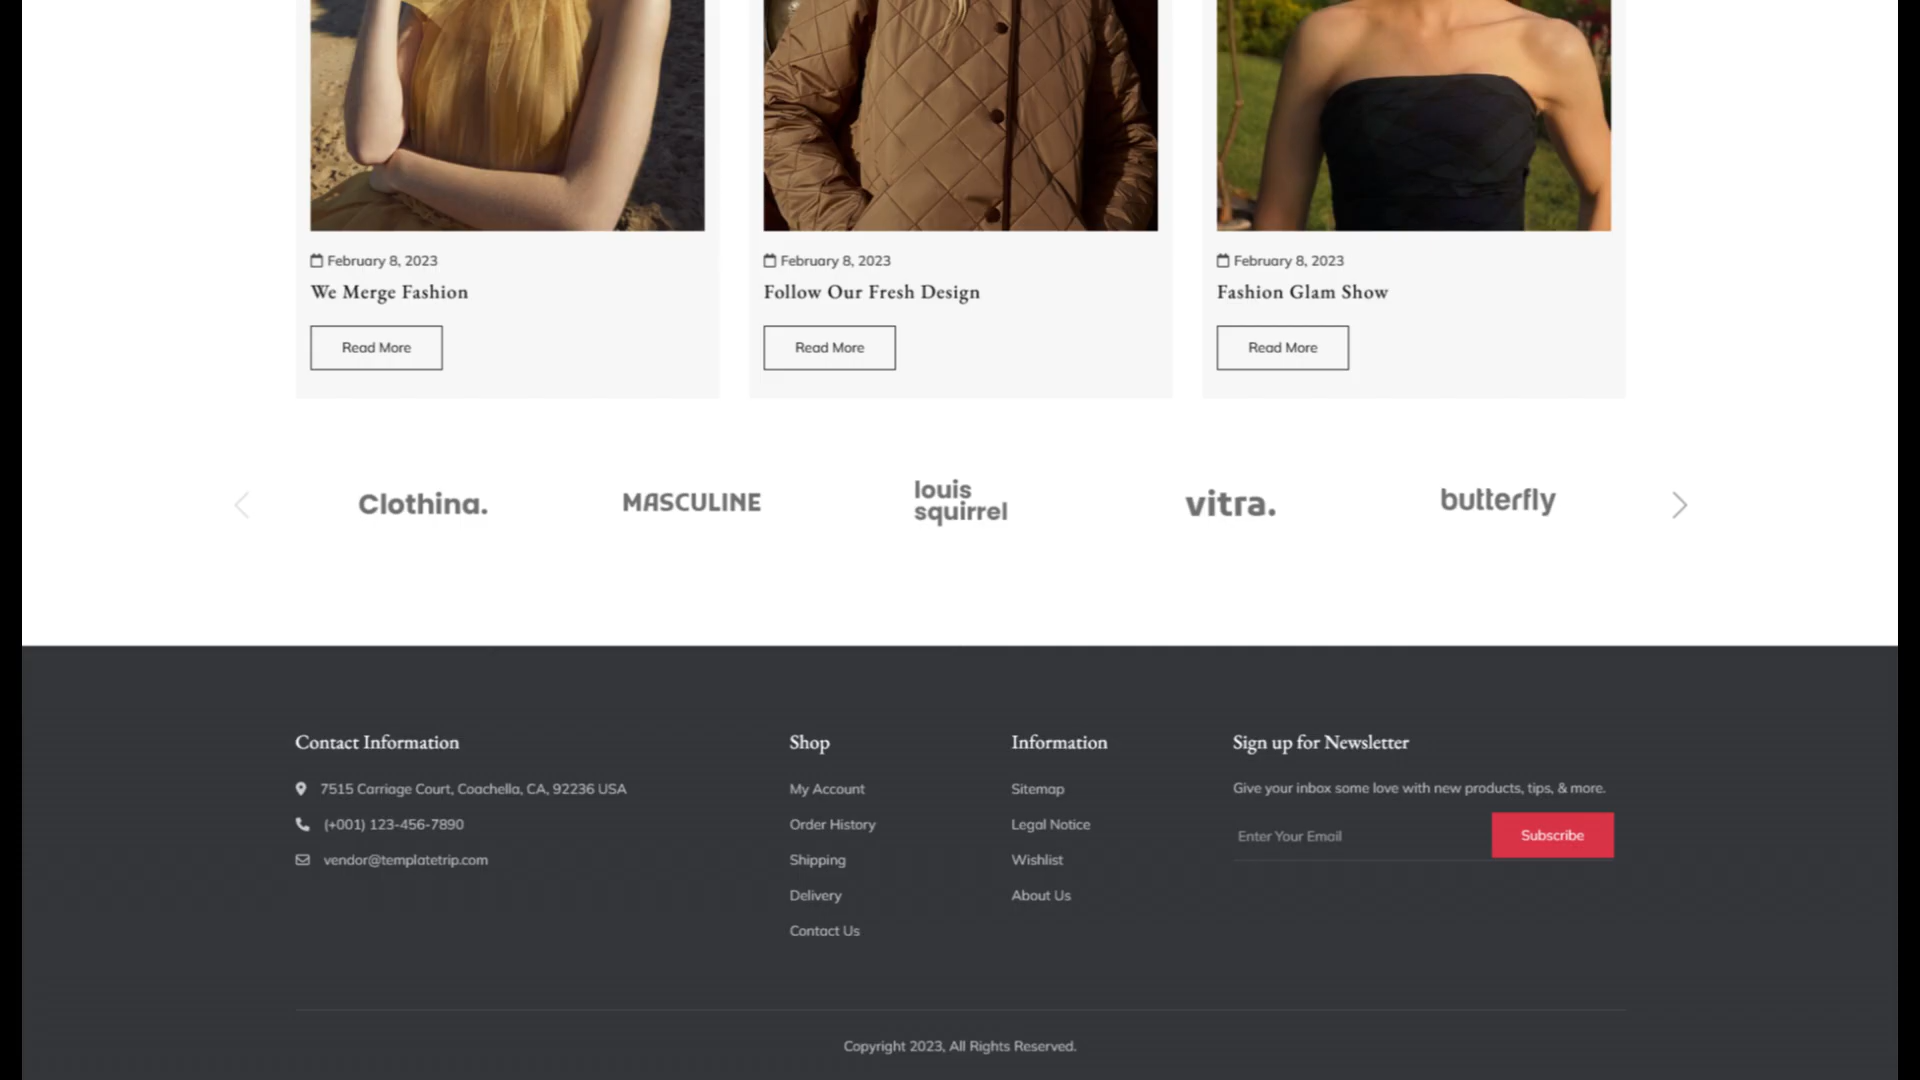 February 8, 2023
We Merge Fashion
Read More
February 8, 2023
Follow Our Fresh Design
Read More
February 8, 2023
Fashion Glam Show
Read More
Clothina.
MASCULINE
louis
squirrel
vitra.
butterfly
Contact Information
7515 Carriage Court, Coachella, CA, 92236 USA
(+001) 123-456-7890
vendor@templatetrip.com
Shop
My Account
Order History
Shipping
Delivery
Contact Us
Information
Sitemap
Legal Notice
Wishlist
About Us
Sign up for Newsletter
Give your inbox some love with new products, tips, & more.
Enter Your Email
Subscribe
Copyright 2023, All Rights Reserved.